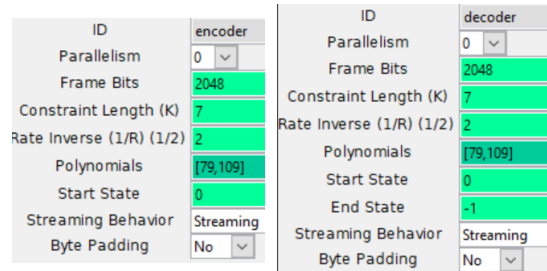 ID encoder
Parallelism 0
Frame Bits 2048
Constraint Length (K) 7
Rate Inverse (1/R) (1/2) 2
Polynomials [79,109]
Start State 0
Streaming Behavior Streaming
Byte Padding No
ID decoder
Parallelism 0
Frame Bits 2048
Constraint Length (K) 7
Rate Inverse (1/R) (1/2) 2
Polynomials [79,109]
Start State 0
End State -1
Streaming Behavior Streaming
Byte Padding No